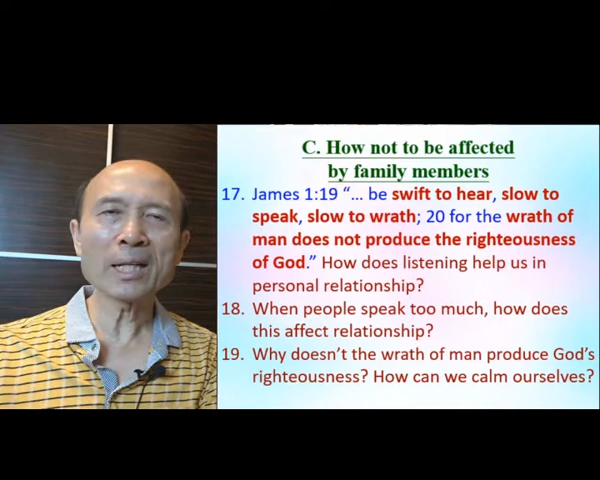 C. How not to be affected
by family members
17. James 1:19 “… be swift to hear, slow to
speak, slow to wrath; 20 for the wrath of
man does not produce the righteousness
of God.” How does listening help us in
personal relationship?
18. When people speak too much, how does
this affect relationship?
19. Why doesn’t the wrath of man produce God’s
righteousness? How can we calm ourselves?